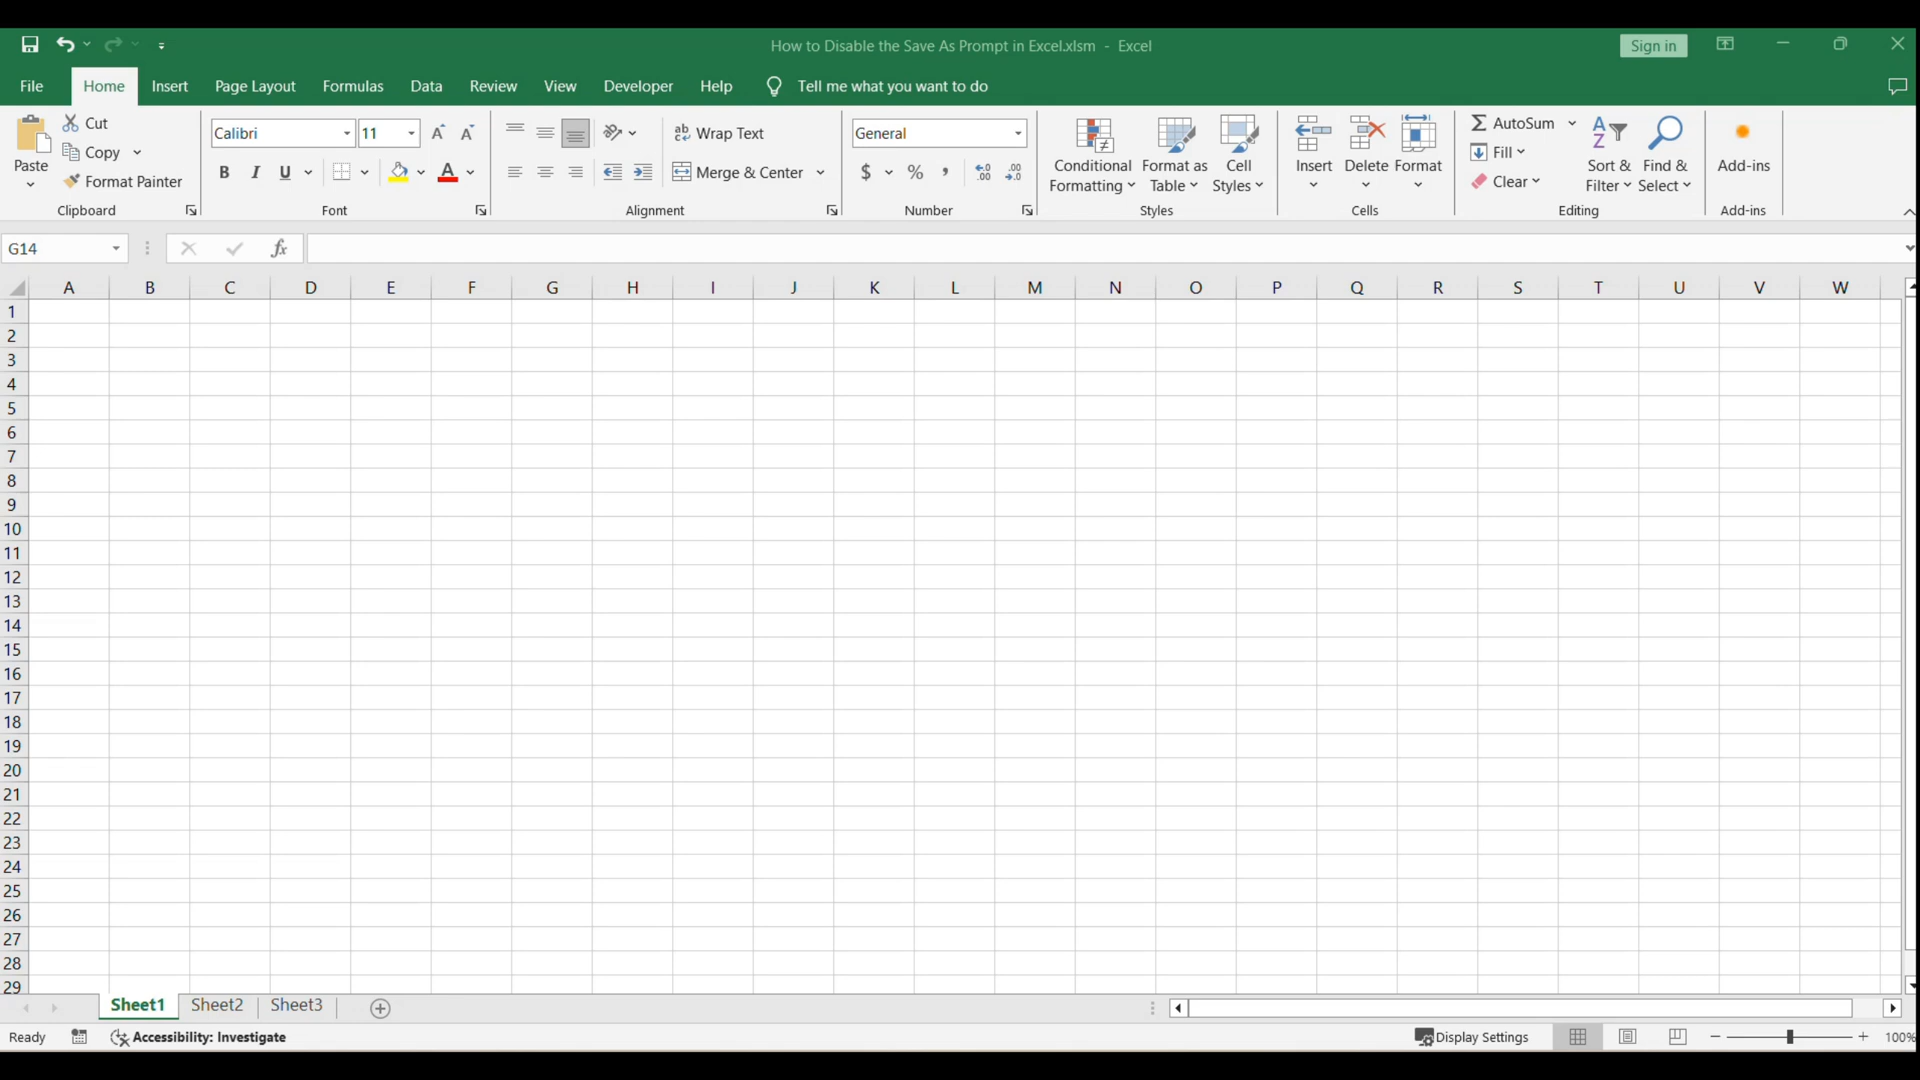 How to Disable the Save As Prompt in Excel.xlsm - Excel
Sign in
File Home Insert Page Layout Formulas Data Review View Developer Help Tell me what you want to do
Paste
Cut
Copy
Format Painter
Clipboard
Calibri 11
B I U
Font
Wrap Text
Merge & Center
Alignment
General
$ % ,
Number
Conditional Formatting
Format as Table
Cell Styles
Styles
Insert
Delete
Format
Cells
AutoSum
Fill
Clear
Sort & Filter
Find & Select
Editing
Add-ins
Add-ins
G14 fx
A B C D E F G H I J K L M N O P Q R S T U V W
1
2
3
4
5
6
7
8
9
10
11
12
13
14
15
16
17
18
19
20
21
22
23
24
25
26
27
28
29
Sheet1 Sheet2 Sheet3
Ready Accessibility: Investigate Display Settings 100%